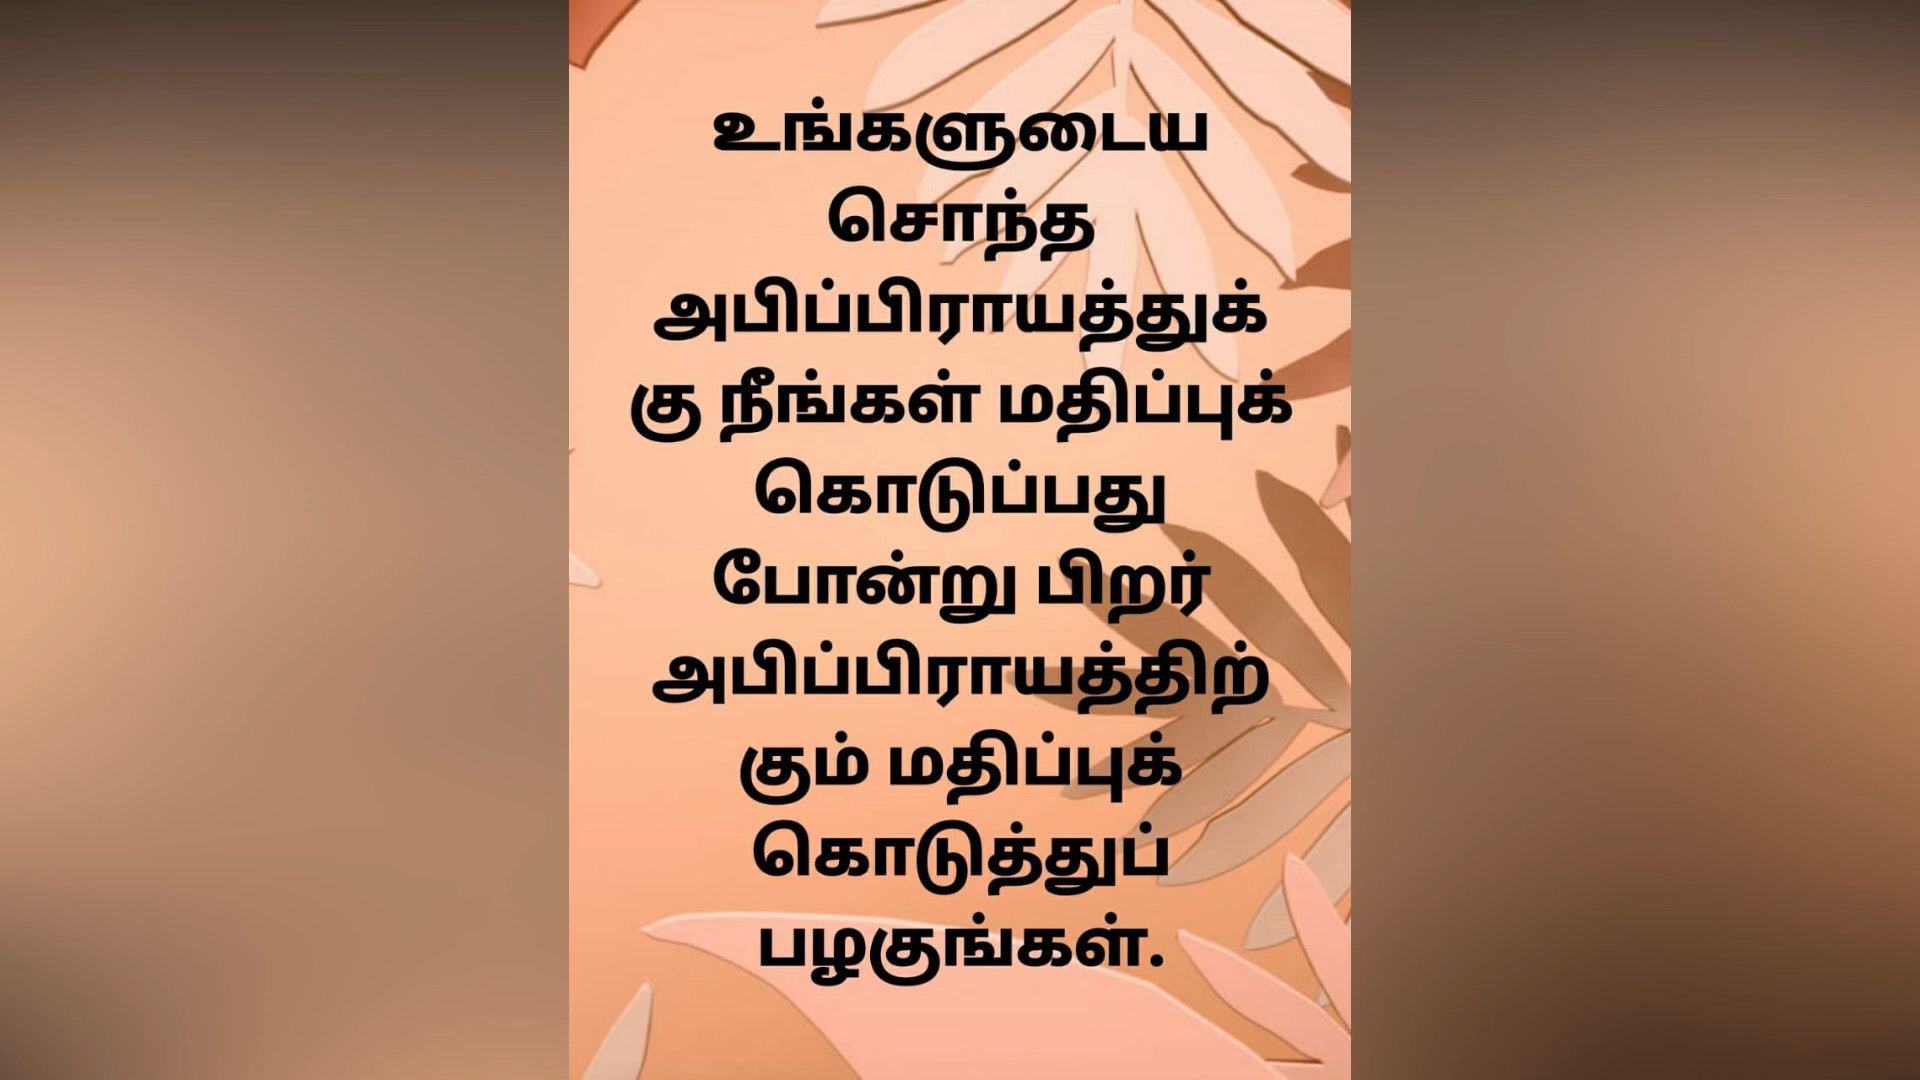 உங்களுடைய
சொந்த
அபிப்பிராயத்துக்
கு நீங்கள் மதிப்புக்
கொடுப்பது
போன்று பிறர்
அபிப்பிராயத்திற்
கும் மதிப்புக்
கொடுத்துப்
பழகுங்கள்.